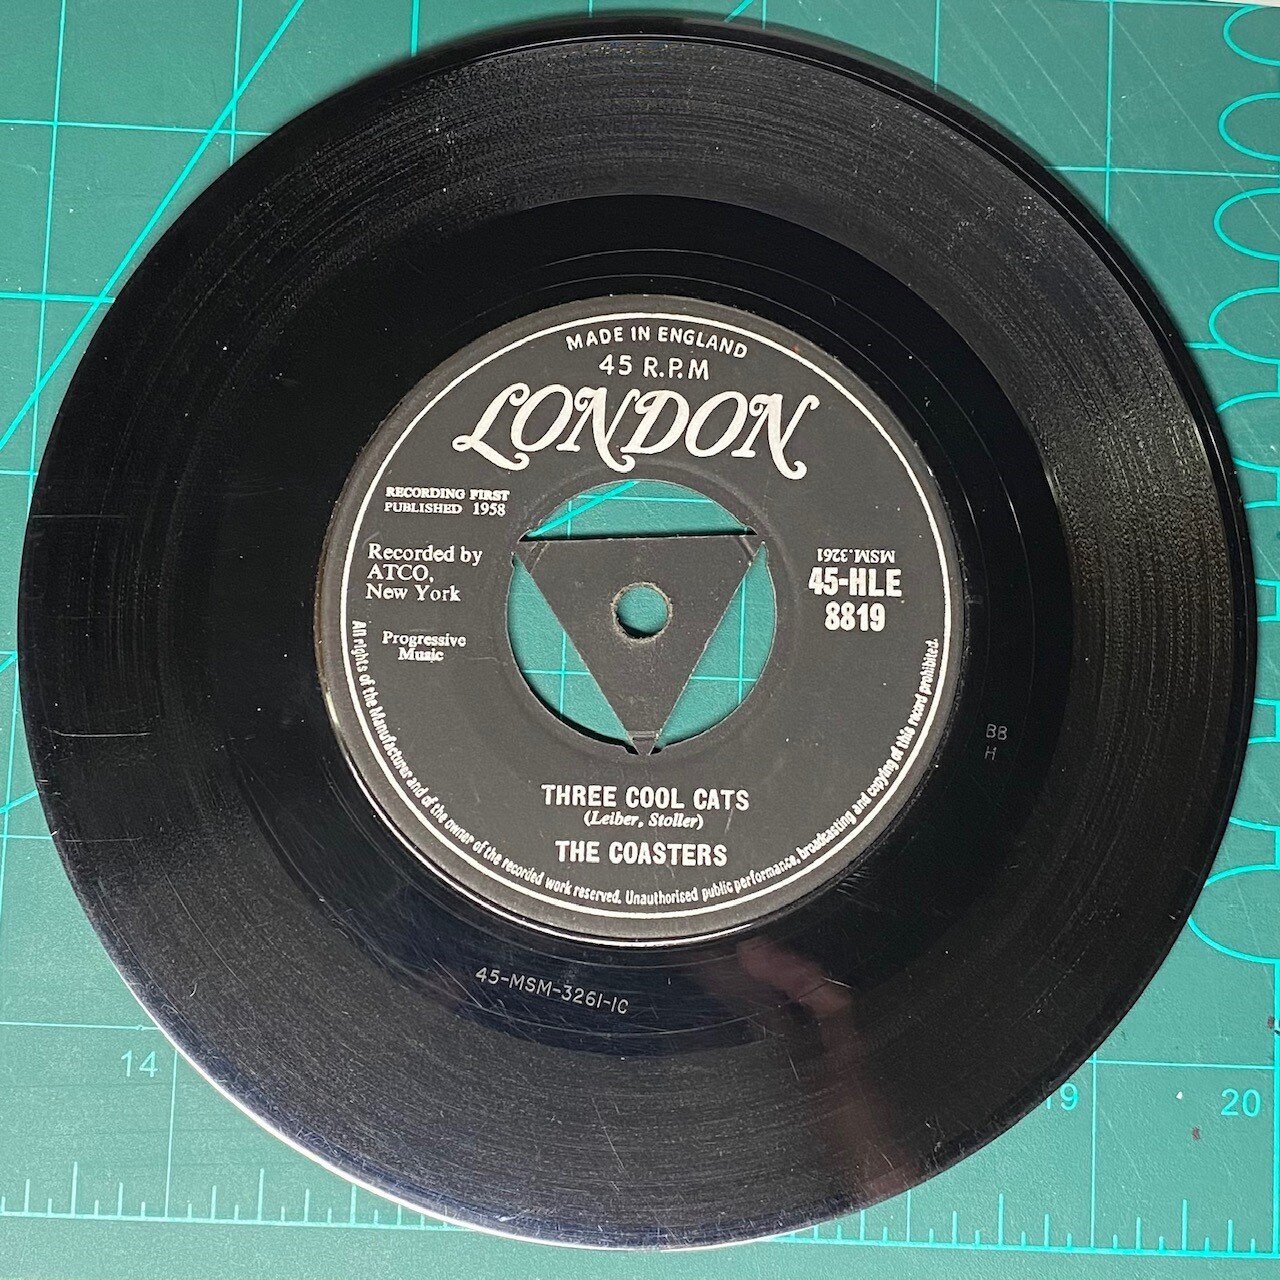 MADE IN ENGLAND
45 R.P.M
LONDON
RECORDING FIRST
PUBLISHED 1958
Recorded by
ATCO,
New York
Progressive
Music
MSM.3261
45-HLE
8819
THREE COOL CATS
(Leiber, Stoller)
THE COASTERS
All rights of the Manufacturer and of the owner of the recorded work reserved. Unauthorised public performance, broadcasting and copying of this record prohibited.
BB
H
45-MSM-3261-1C
14
19
20